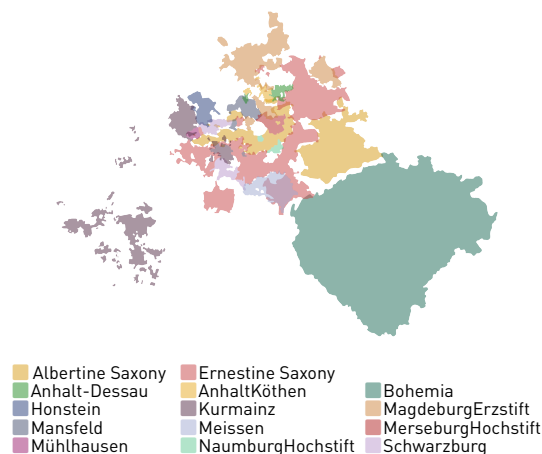 Albertine Saxony
Ernestine Saxony
Anhalt-Dessau
AnhaltKöthen
Bohemia
Honstein
Kurmainz
MagdeburgErzstift
Mansfeld
Meissen
MerseburgHochstift
Mühlhausen
NaumburgHochstift
Schwarzburg